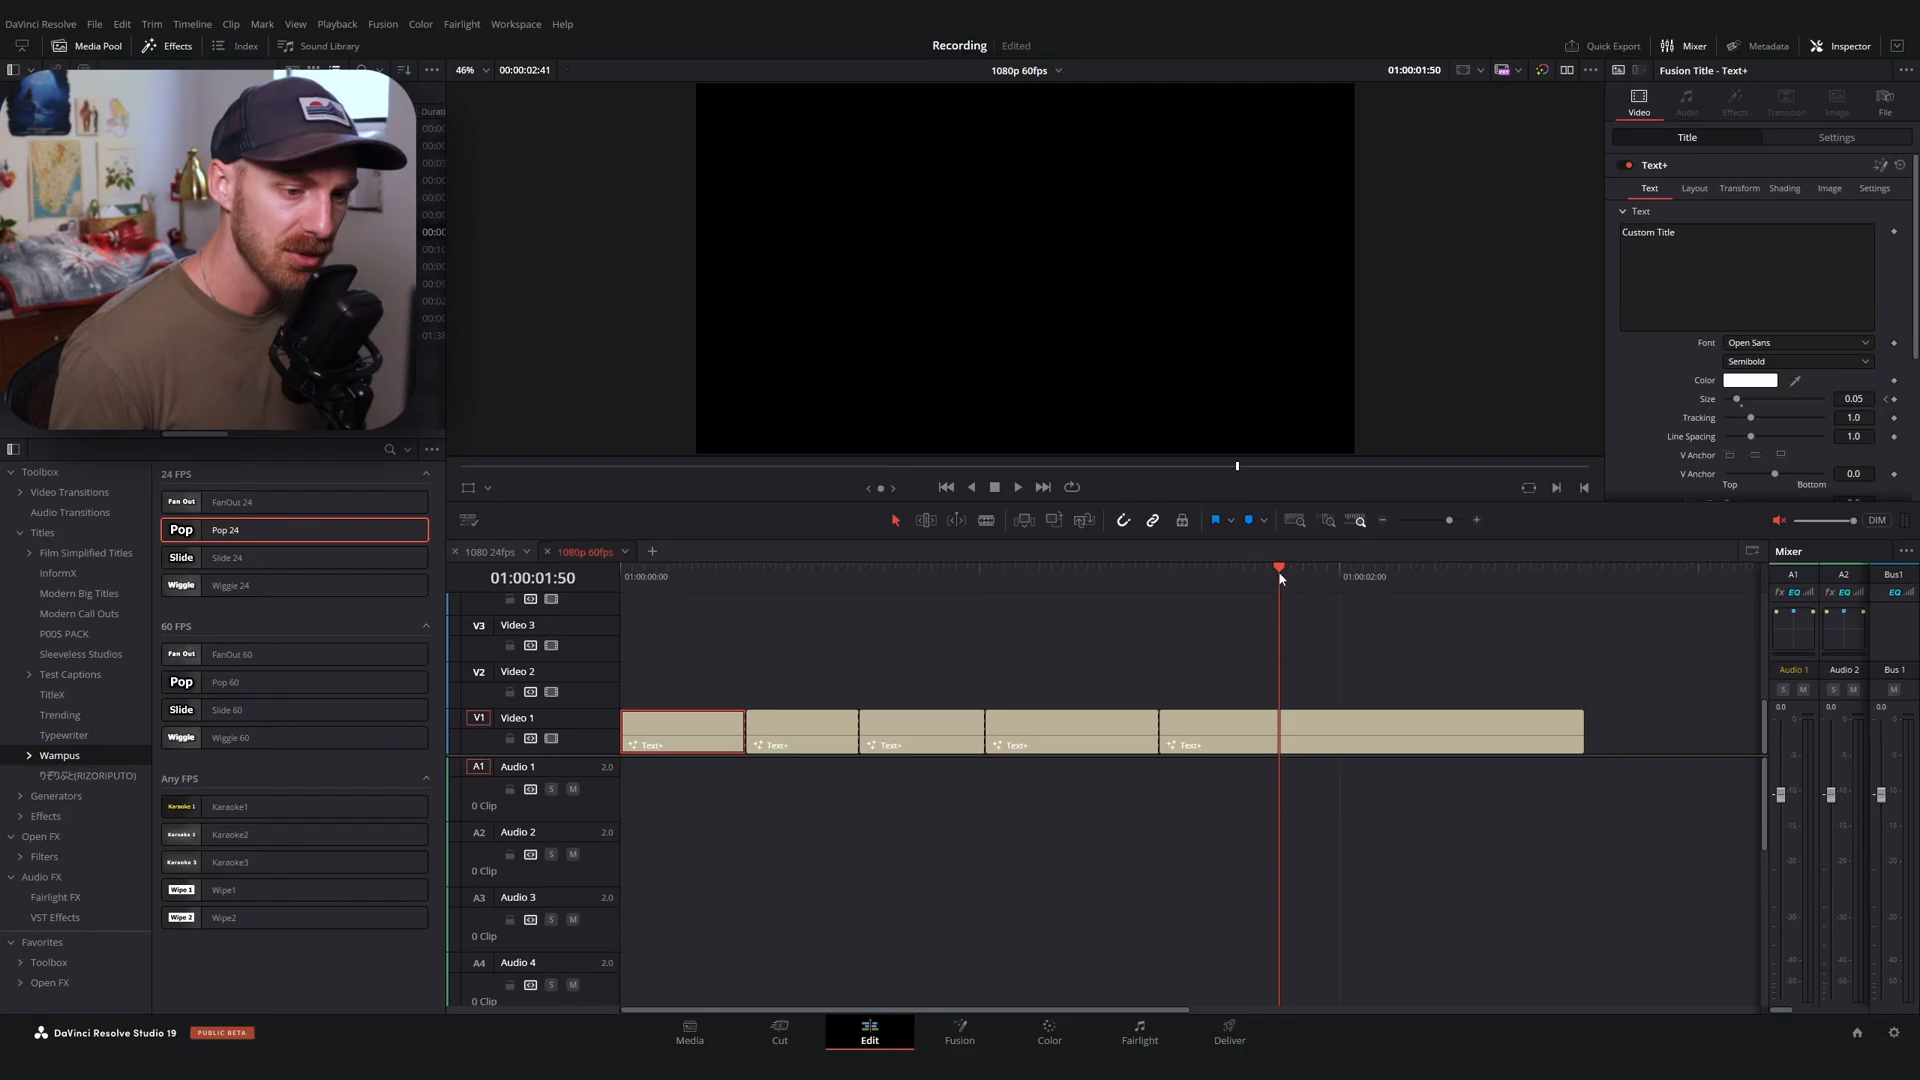 DaVinci Resolve File Edit Trim Timeline Clip Mark View Playback Fusion Color Fairlight Workspace Help
Media Pool Effects Index Sound Library
Recording Edited
Quick Export Mixer Metadata Inspector
46% 00:00:02:41
1080p 60fps
01:00:01:50
Fusion Title - Text+
Video Audio Effects Transition Image File
Title Settings
Text+
Text Layout Transform Shading Image Settings
Text
Custom Title
Font Open Sans
Semibold
Color
Size 0.05
Tracking 1.0
Line Spacing 1.0
V Anchor
V Anchor 0.0
Top Bottom
DIM
Toolbox
Video Transitions
Audio Transitions
Titles
Film Simplified Titles
InformX
Modern Big Titles
Modern Call Outs
P00S PACK
Sleeveless Studios
Test Captions
TitleX
Trending
Typewriter
Wampus
りぞりぷと(RIZORIPUTO)
Generators
Effects
Open FX
Filters
Audio FX
Fairlight FX
VST Effects
Favorites
Toolbox
Open FX
24 FPS
Fan Out FanOut 24
Pop Pop 24
Slide Slide 24
Wiggle Wiggle 24
60 FPS
Fan Out FanOut 60
Pop Pop 60
Slide Slide 60
Wiggle Wiggle 60
Any FPS
Karaoke 1 Karaoke1
Karaoke 2 Karaoke2
Karaoke 3 Karaoke3
Wipe 1 Wipe1
Wipe 2 Wipe2
1080 24fps 1080p 60fps
01:00:01:50
01:00:00:00 01:00:02:00
V3 Video 3
V2 Video 2
V1 Video 1
Text+ Text+ Text+ Text+ Text+
A1 Audio 1 2.0
S M
0 Clip
A2 Audio 2 2.0
S M
0 Clip
A3 Audio 3 2.0
S M
0 Clip
A4 Audio 4 2.0
S M
0 Clip
Mixer
A1 A2 Bus1
fx EQ fx EQ EQ
Audio 1 Audio 2 Bus 1
S M S M M
0.0 0.0 0.0
DaVinci Resolve Studio 19 PUBLIC BETA
Media Cut Edit Fusion Color Fairlight Deliver